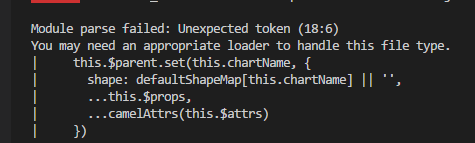 Module parse failed: Unexpected token (18:6)
You may need an appropriate loader to handle this file type.
|     this.$parent.set(this.chartName, {
|       shape: defaultShapeMap[this.chartName] || '',
|       ...this.$props,
|       ...camelAttrs(this.$attrs)
|     })